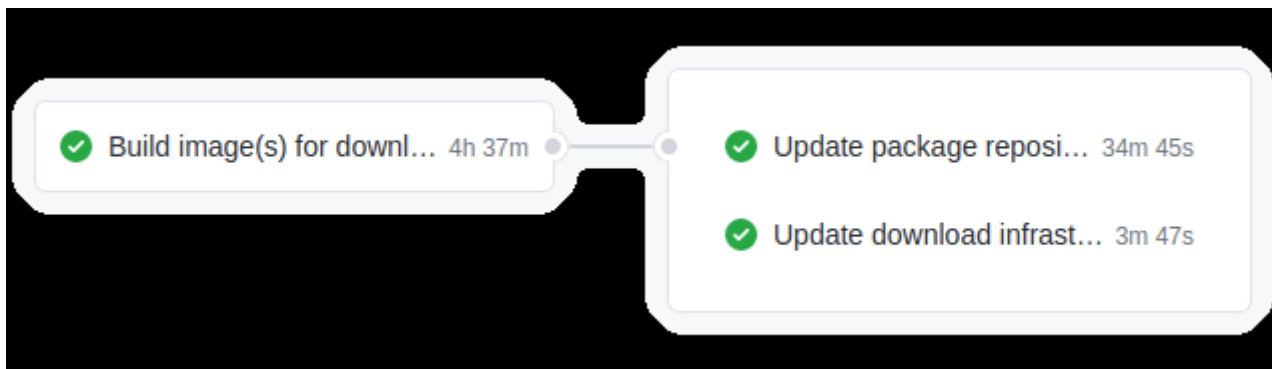 Build image(s) for downl... 4h 37m
Update package reposi... 34m 45s
Update download infrast... 3m 47s